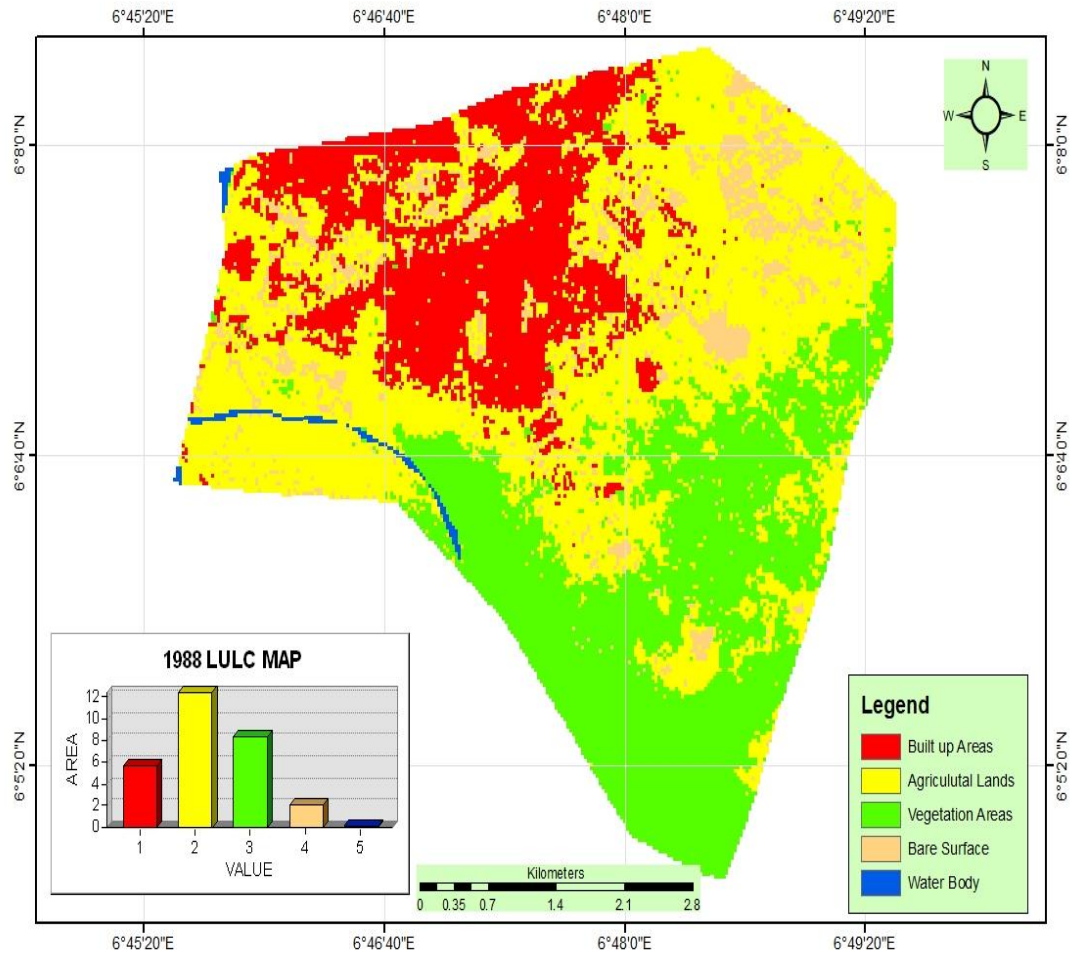 6°45'20"E 6°46'40"E 6°48'0"E 6°49'20"E
N
W E
S
6°8'0"N 6°8'0"N
6°6'40"N 6°6'40"N
6°5'20"N 6°5'20"N
1988 LULC MAP
AREA
12
10
8
6
4
2
0
1 2 3 4 5
VALUE
Kilometers
0 0.35 0.7 1.4 2.1 2.8
Legend
Built up Areas
Agriculutal Lands
Vegetation Areas
Bare Surface
Water Body
6°45'20"E 6°46'40"E 6°48'0"E 6°49'20"E